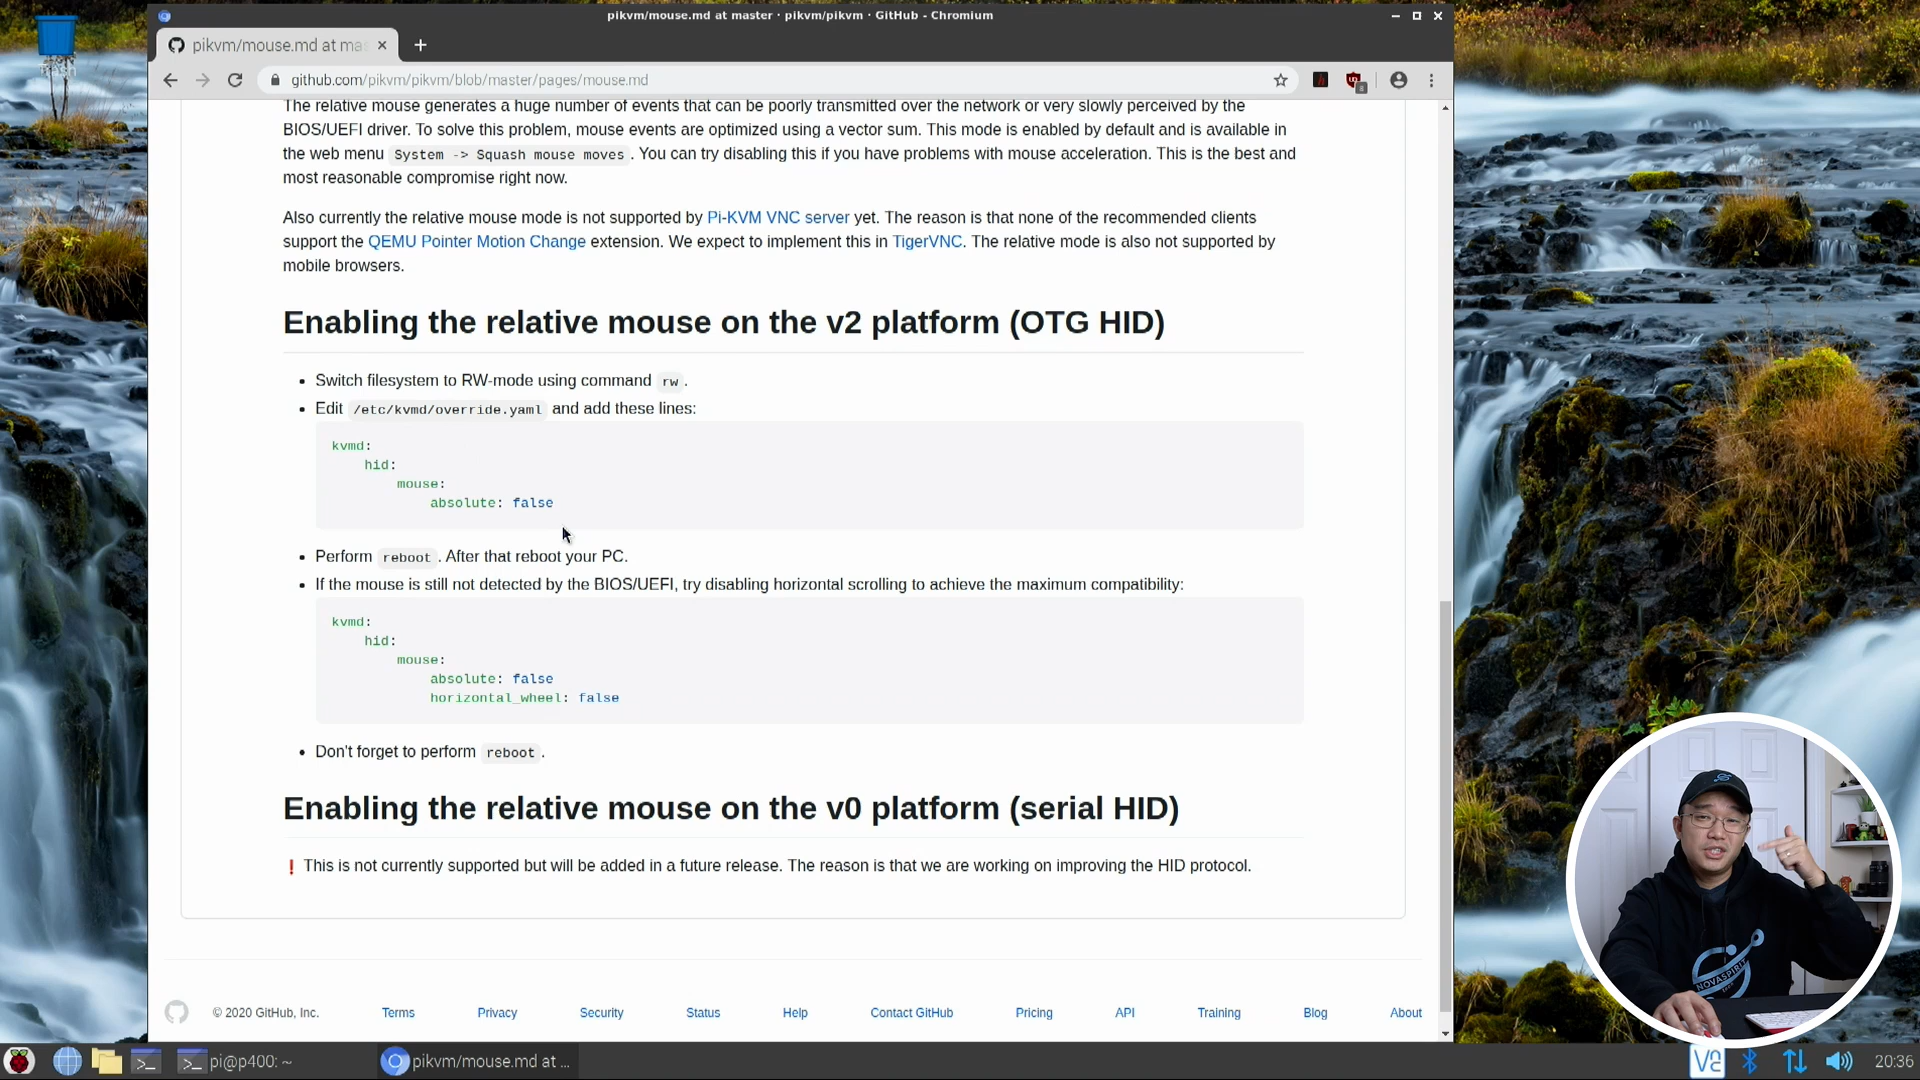 pikvm/mouse.md at master · pikvm/pikvm · GitHub - Chromium
pikvm/mouse.md at mas
github.com/pikvm/pikvm/blob/master/pages/mouse.md
The relative mouse generates a huge number of events that can be poorly transmitted over the network or very slowly perceived by the
BIOS/UEFI driver. To solve this problem, mouse events are optimized using a vector sum. This mode is enabled by default and is available in
the web menu System -> Squash mouse moves. You can try disabling this if you have problems with mouse acceleration. This is the best and
most reasonable compromise right now.
Also currently the relative mouse mode is not supported by Pi-KVM VNC server yet. The reason is that none of the recommended clients
support the QEMU Pointer Motion Change extension. We expect to implement this in TigerVNC. The relative mode is also not supported by
mobile browsers.
Enabling the relative mouse on the v2 platform (OTG HID)
• Switch filesystem to RW-mode using command rw.
• Edit /etc/kvmd/override.yaml and add these lines:
kvmd:
hid:
mouse:
absolute: false
• Perform reboot. After that reboot your PC.
• If the mouse is still not detected by the BIOS/UEFI, try disabling horizontal scrolling to achieve the maximum compatibility:
kvmd:
hid:
mouse:
absolute: false
horizontal_wheel: false
• Don't forget to perform reboot.
Enabling the relative mouse on the v0 platform (serial HID)
❗ This is not currently supported but will be added in a future release. The reason is that we are working on improving the HID protocol.
NOVASPIRIT
© 2020 GitHub, Inc. Terms Privacy Security Status Help Contact GitHub Pricing API Training Blog About
pi@p400: ~
pikvm/mouse.md at ...
20:36